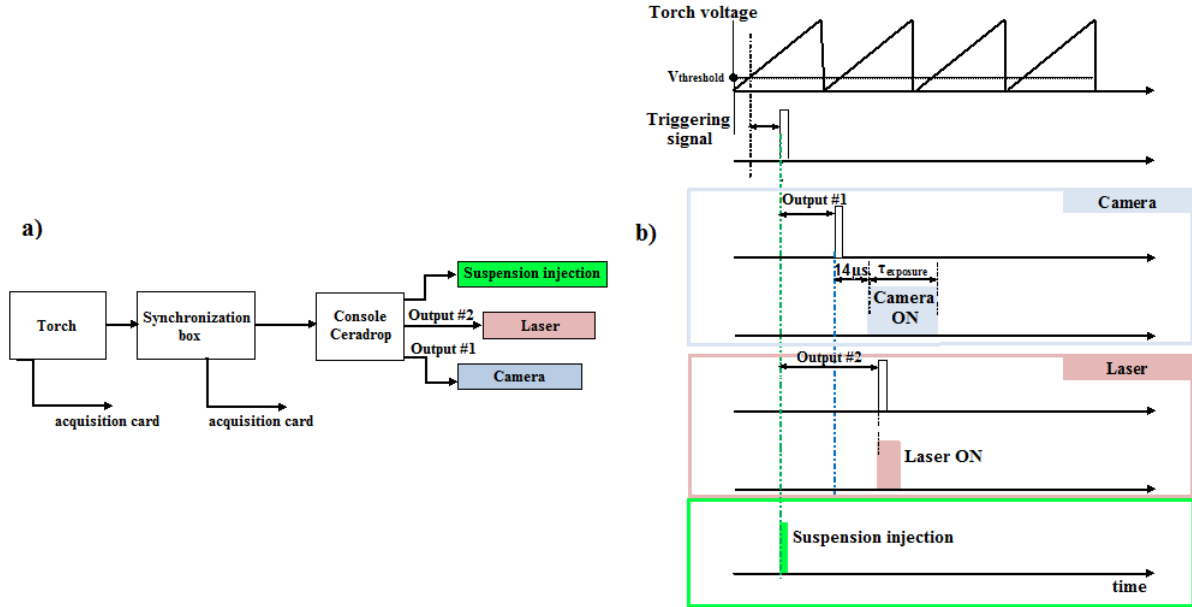 a)
Torch
Synchronization
box
Console
Ceradrop
Suspension injection
Output #2
Laser
Output #1
Camera
acquisition card
acquisition card
b)
Torch voltage
Vthreshold
Triggering
signal
Output #1
Camera
14µs
τexposure
Camera
ON
Output #2
Laser
Laser ON
Suspension injection
time